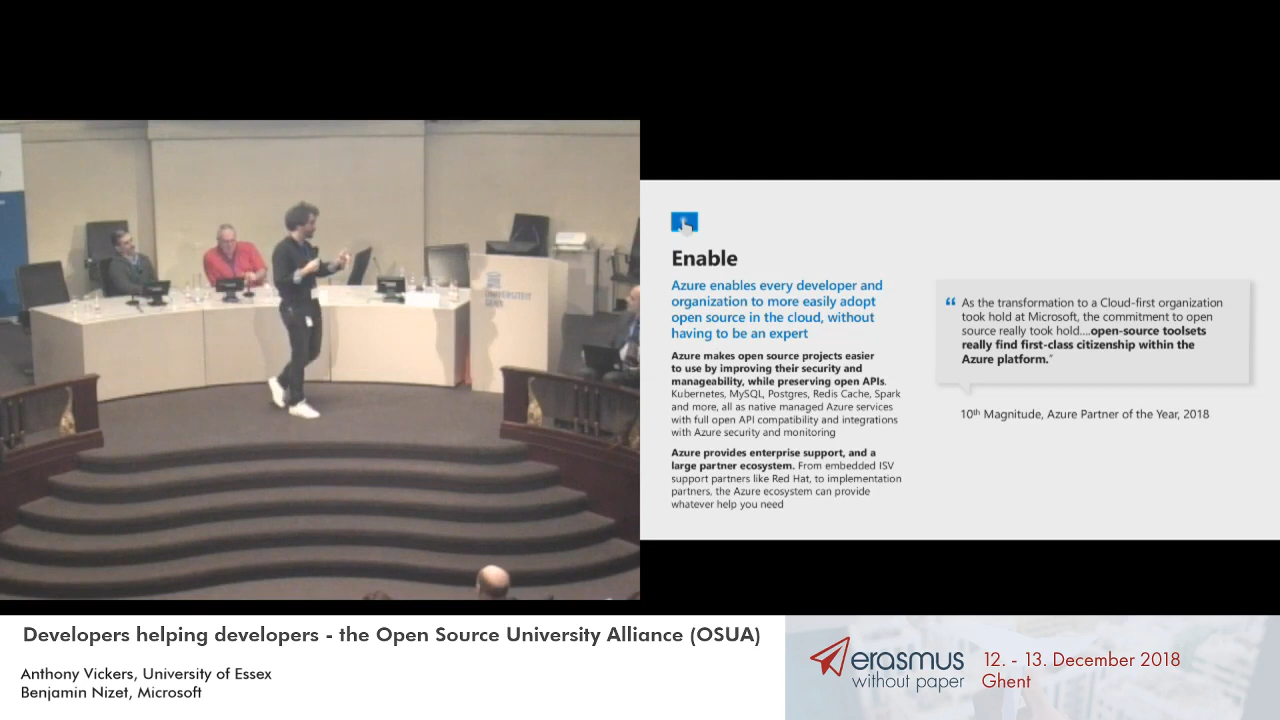 UNIVERSITEIT
GENT
Enable
Azure enables every developer and
organization to more easily adopt
open source in the cloud, without
having to be an expert
Azure makes open source projects easier
to use by improving their security and
manageability, while preserving open APIs.
Kubernetes, MySQL, Postgres, Redis Cache, Spark
and more, all as native managed Azure services
with full open API compatibility and integrations
with Azure security and monitoring
Azure provides enterprise support, and a
large partner ecosystem. From embedded ISV
support partners like Red Hat, to implementation
partners, the Azure ecosystem can provide
whatever help you need
“ As the transformation to a Cloud-first organization
took hold at Microsoft, the commitment to open
source really took hold....open-source toolsets
really find first-class citizenship within the
Azure platform.”
10th Magnitude, Azure Partner of the Year, 2018
Developers helping developers - the Open Source University Alliance (OSUA)
Anthony Vickers, University of Essex
Benjamin Nizet, Microsoft
erasmus
without paper
12. - 13. December 2018
Ghent